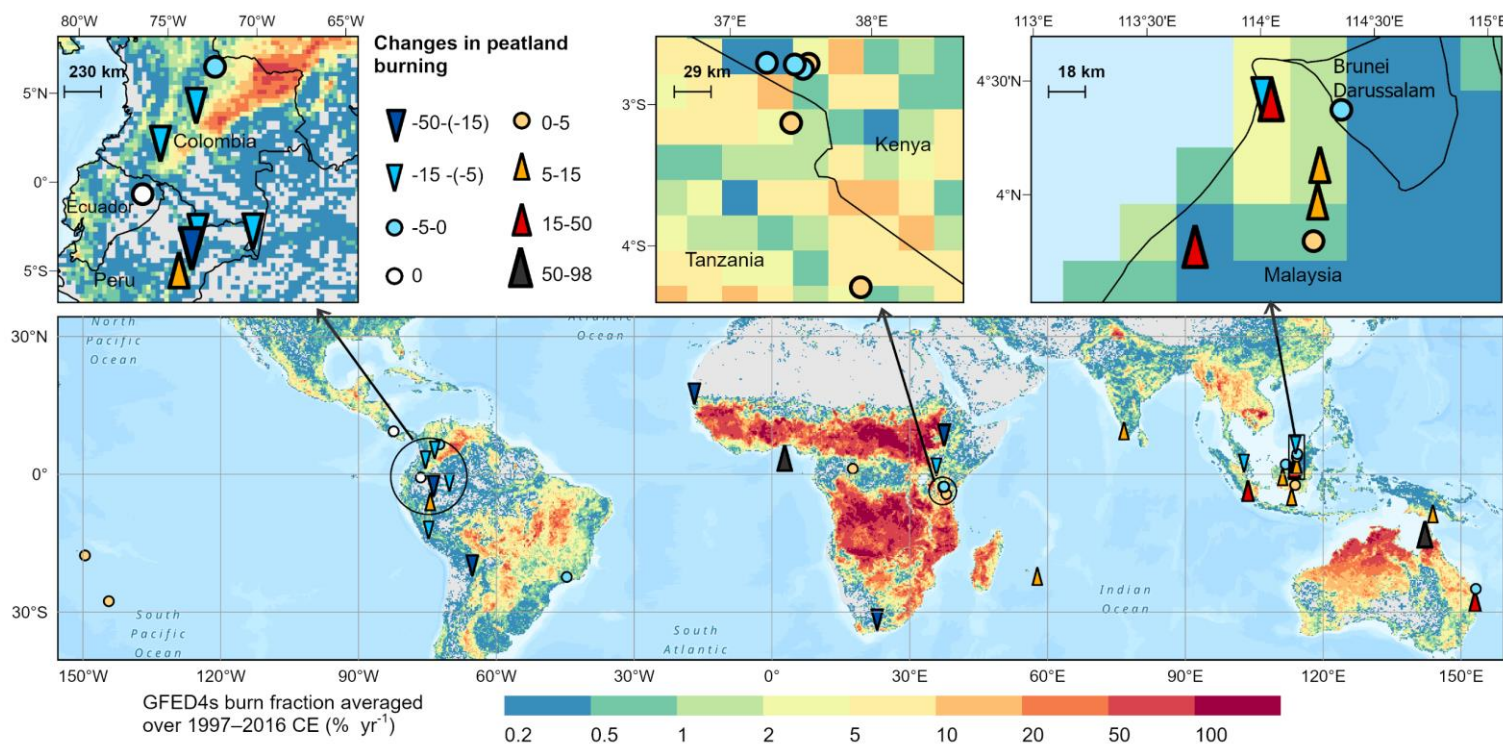 80°W 75°W 70°W 65°W
37°E 38°E
113°E 113°30'E 114°E 114°30'E 115°E
Changes in peatland
burning
230 km
29 km
18 km
5°N
0°
5°S
Colombia
Ecuador
Peru
-50-(-15)
-15 -(-5)
-5-0
0
0-5
5-15
15-50
50-98
3°S
4°S
Kenya
Tanzania
4°30'N
4°N
Brunei
Darussalam
Malaysia
North
Pacific
Ocean
Ocean
30°N
0°
30°S
South
Pacific
Ocean
South
Atlantic
Indian
Ocean
150°W 120°W 90°W 60°W 30°W 0°E 30°E 60°E 90°E 120°E 150°E
GFED4s burn fraction averaged
over 1997–2016 CE (% yr-1)
0.2 0.5 1 2 5 10 20 50 100